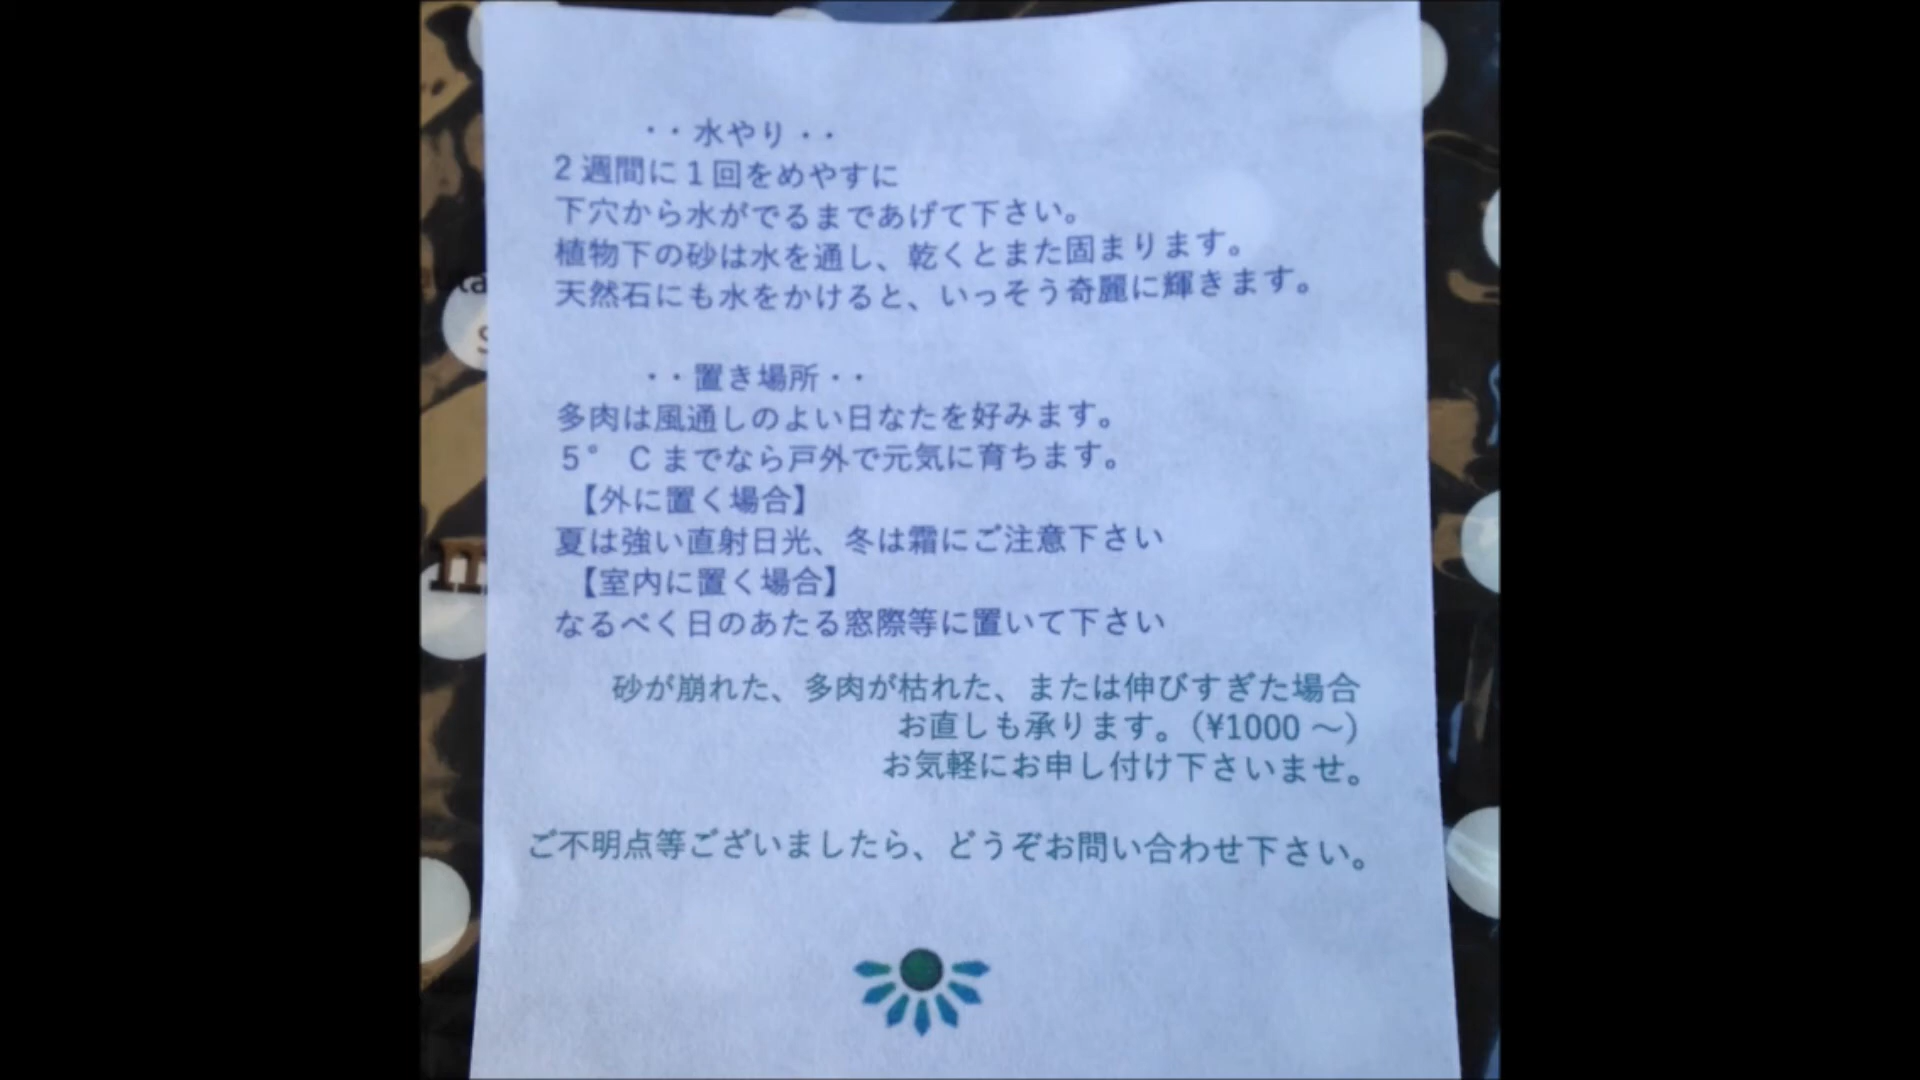 ・・水やり・・
2週間に1回をめやすに
下穴から水がでるまであげて下さい。
植物下の砂は水を通し、乾くとまた固まります。
天然石にも水をかけると、いっそう奇麗に輝きます。
・・置き場所・・
多肉は風通しのよい日なたを好みます。
5° Cまでなら戸外で元気に育ちます。
【外に置く場合】
夏は強い直射日光、冬は霜にご注意下さい
【室内に置く場合】
なるべく日のあたる窓際等に置いて下さい
砂が崩れた、多肉が枯れた、または伸びすぎた場合
お直しも承ります。（¥1000 〜）
お気軽にお申し付け下さいませ。
ご不明点等ございましたら、どうぞお問い合わせ下さい。